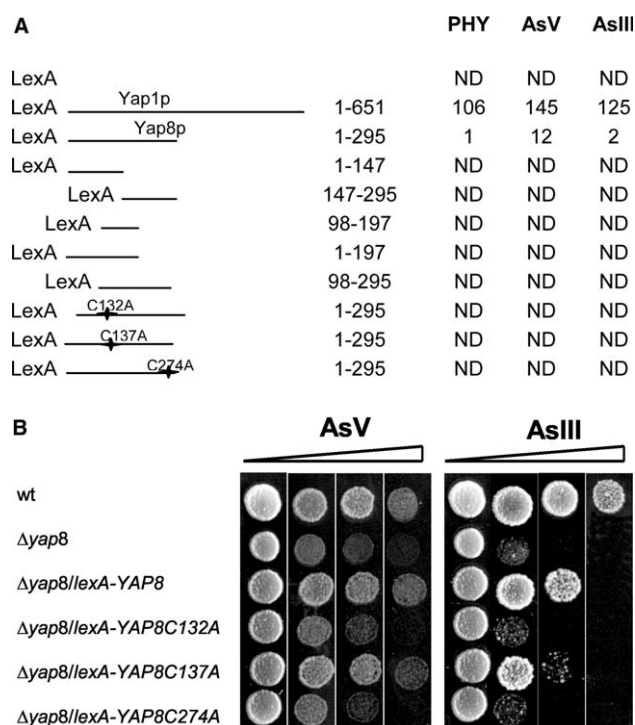 A
PHY AsV AsIII
LexA ND ND ND
LexA Yap1p 1-651 106 145 125
LexA Yap8p 1-295 1 12 2
LexA 1-147 ND ND ND
LexA 147-295 ND ND ND
LexA 98-197 ND ND ND
LexA 1-197 ND ND ND
LexA 98-295 ND ND ND
LexA C132A 1-295 ND ND ND
LexA C137A 1-295 ND ND ND
LexA C274A 1-295 ND ND ND
B
AsV AsIII
wt
Δyap8
Δyap8/lexA-YAP8
Δyap8/lexA-YAP8C132A
Δyap8/lexA-YAP8C137A
Δyap8/lexA-YAP8C274A